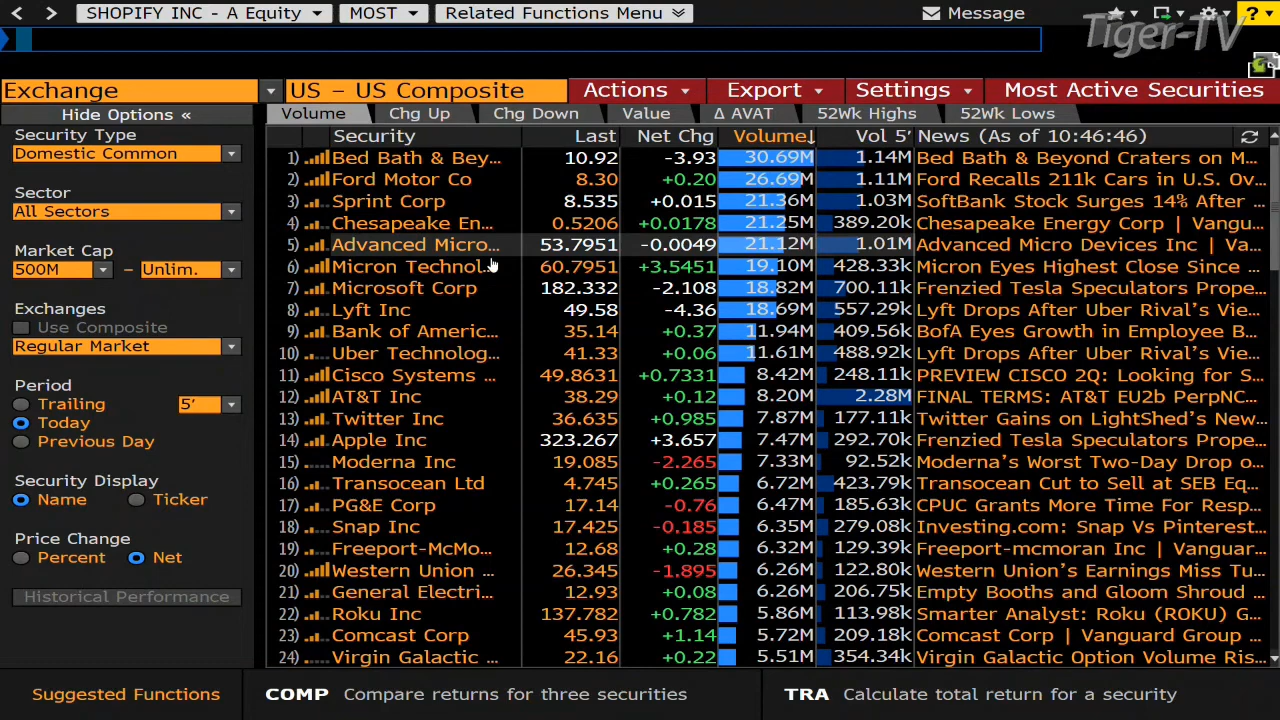 SHOPIFY INC - A Equity MOST Related Functions Menu Message ?
Tiger-TV
Exchange US - US Composite Actions Export Settings Most Active Securities
Hide Options « Volume Chg Up Chg Down Value Δ AVAT 52Wk Highs 52Wk Lows
Security Type
Domestic Common
Sector
All Sectors
Market Cap
500M - Unlim.
Exchanges
Use Composite
Regular Market
Period
Trailing 5'
Today
Previous Day
Security Display
Name Ticker
Price Change
Percent Net
Historical Performance
Security Last Net Chg Volume↓ Vol 5' News (As of 10:46:46)
1) Bed Bath & Bey... 10.92 -3.93 30.69M 1.14M Bed Bath & Beyond Craters on M...
2) Ford Motor Co 8.30 +0.20 26.69M 1.11M Ford Recalls 211k Cars in U.S. Ov...
3) Sprint Corp 8.535 +0.015 21.36M 1.03M SoftBank Stock Surges 14% After ...
4) Chesapeake En... 0.5206 +0.0178 21.25M 389.20k Chesapeake Energy Corp | Vangu...
5) Advanced Micro... 53.7951 -0.0049 21.12M 1.01M Advanced Micro Devices Inc | Va...
6) Micron Technol... 60.7951 +3.5451 19.10M 428.33k Micron Eyes Highest Close Since ...
7) Microsoft Corp 182.332 -2.108 18.82M 700.11k Frenzied Tesla Speculators Prope...
8) Lyft Inc 49.58 -4.36 18.69M 557.29k Lyft Drops After Uber Rival's Vie...
9) Bank of Americ... 35.14 +0.37 11.94M 409.56k BofA Eyes Growth in Employee B...
10) Uber Technolog... 41.33 +0.06 11.61M 488.92k Lyft Drops After Uber Rival's Vie...
11) Cisco Systems ... 49.8631 +0.7331 8.42M 248.11k PREVIEW CISCO 2Q: Looking for S...
12) AT&T Inc 38.29 +0.12 8.20M 2.28M FINAL TERMS: AT&T EU2b PerpNC...
13) Twitter Inc 36.635 +0.985 7.87M 177.11k Twitter Gains on LightShed's New...
14) Apple Inc 323.267 +3.657 7.47M 292.70k Frenzied Tesla Speculators Prope...
15) Moderna Inc 19.085 -2.265 7.33M 92.52k Moderna's Worst Two-Day Drop o...
16) Transocean Ltd 4.745 +0.265 6.72M 423.79k Transocean Cut to Sell at SEB Eq...
17) PG&E Corp 17.14 -0.76 6.47M 185.63k CPUC Grants More Time For Resp...
18) Snap Inc 17.425 -0.185 6.35M 279.08k Investing.com: Snap Vs Pinterest...
19) Freeport-McMo... 12.68 +0.28 6.32M 129.39k Freeport-mcmoran Inc | Vanguar...
20) Western Union ... 26.345 -1.895 6.26M 122.80k Western Union's Earnings Miss Tu...
21) General Electri... 12.93 +0.08 6.26M 206.75k Empty Booths and Gloom Shroud ...
22) Roku Inc 137.782 +0.782 5.86M 113.98k Smarter Analyst: Roku (ROKU) G...
23) Comcast Corp 45.93 +1.14 5.72M 209.18k Comcast Corp | Vanguard Group ...
24) Virgin Galactic ... 22.16 +0.22 5.51M 354.34k Virgin Galactic Option Volume Ris...
Suggested Functions COMP Compare returns for three securities TRA Calculate total return for a security